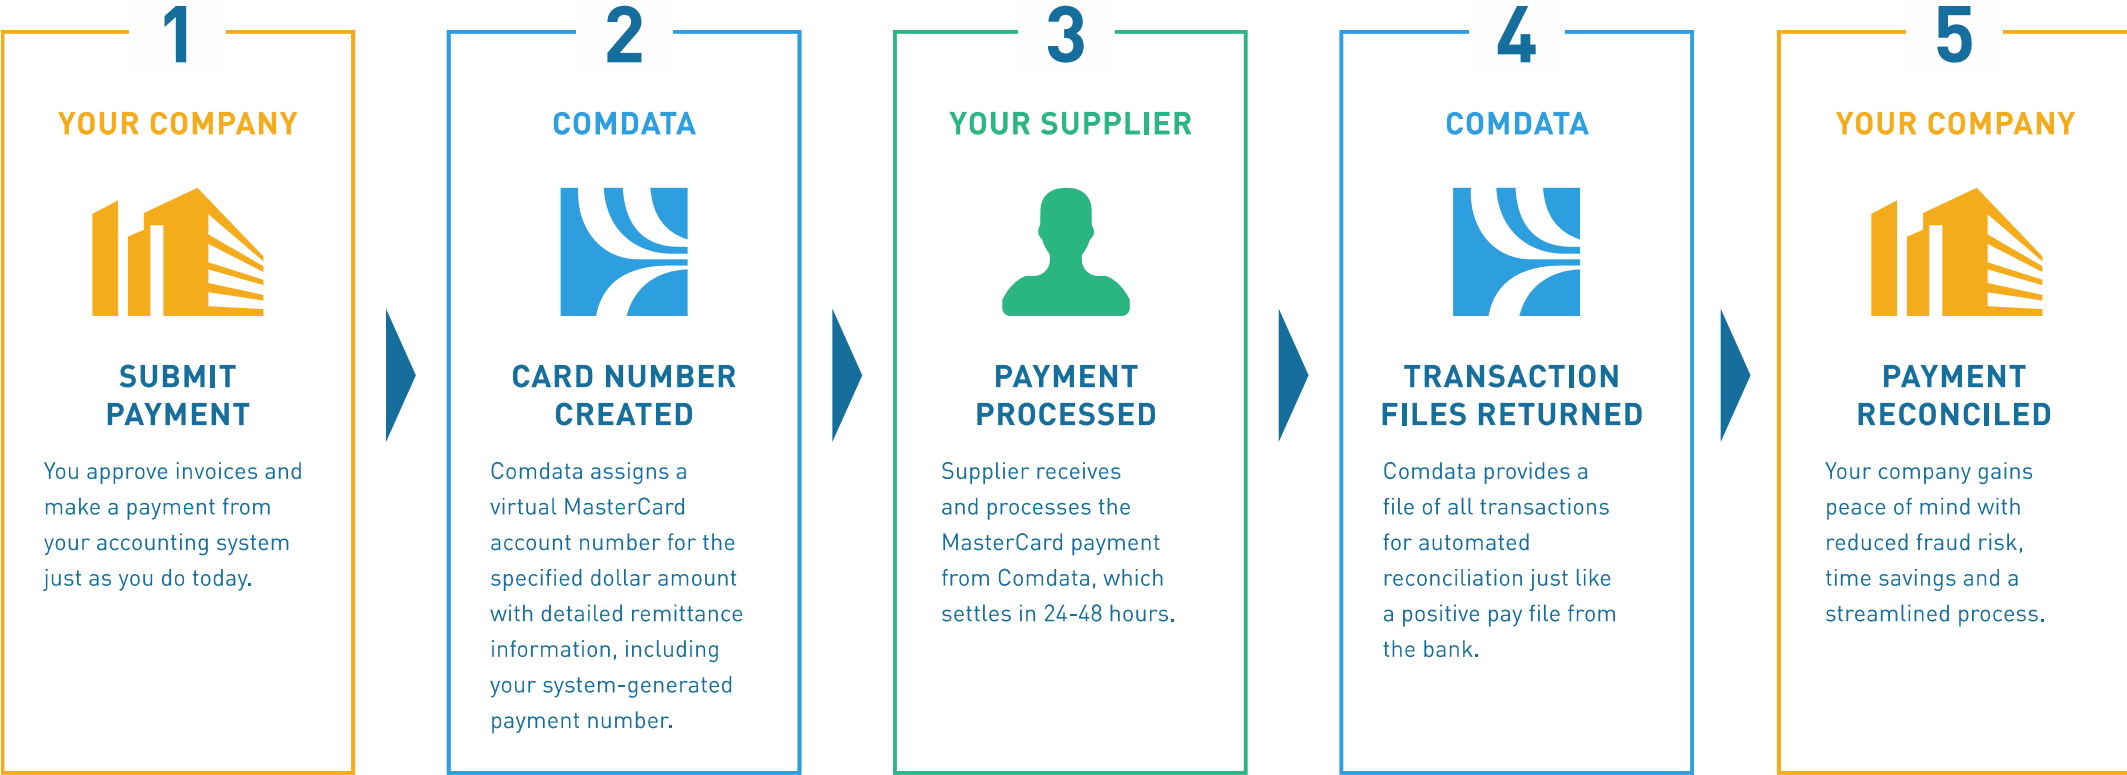 1
YOUR COMPANY
SUBMIT
PAYMENT
You approve invoices and
make a payment from
your accounting system
just as you do today.
2
COMDATA
CARD NUMBER
CREATED
Comdata assigns a
virtual MasterCard
account number for the
specified dollar amount
with detailed remittance
information, including
your system-generated
payment number.
3
YOUR SUPPLIER
PAYMENT
PROCESSED
Supplier receives
and processes the
MasterCard payment
from Comdata, which
settles in 24-48 hours.
4
COMDATA
TRANSACTION
FILES RETURNED
Comdata provides a
file of all transactions
for automated
reconciliation just like
a positive pay file from
the bank.
5
YOUR COMPANY
PAYMENT
RECONCILED
Your company gains
peace of mind with
reduced fraud risk,
time savings and a
streamlined process.